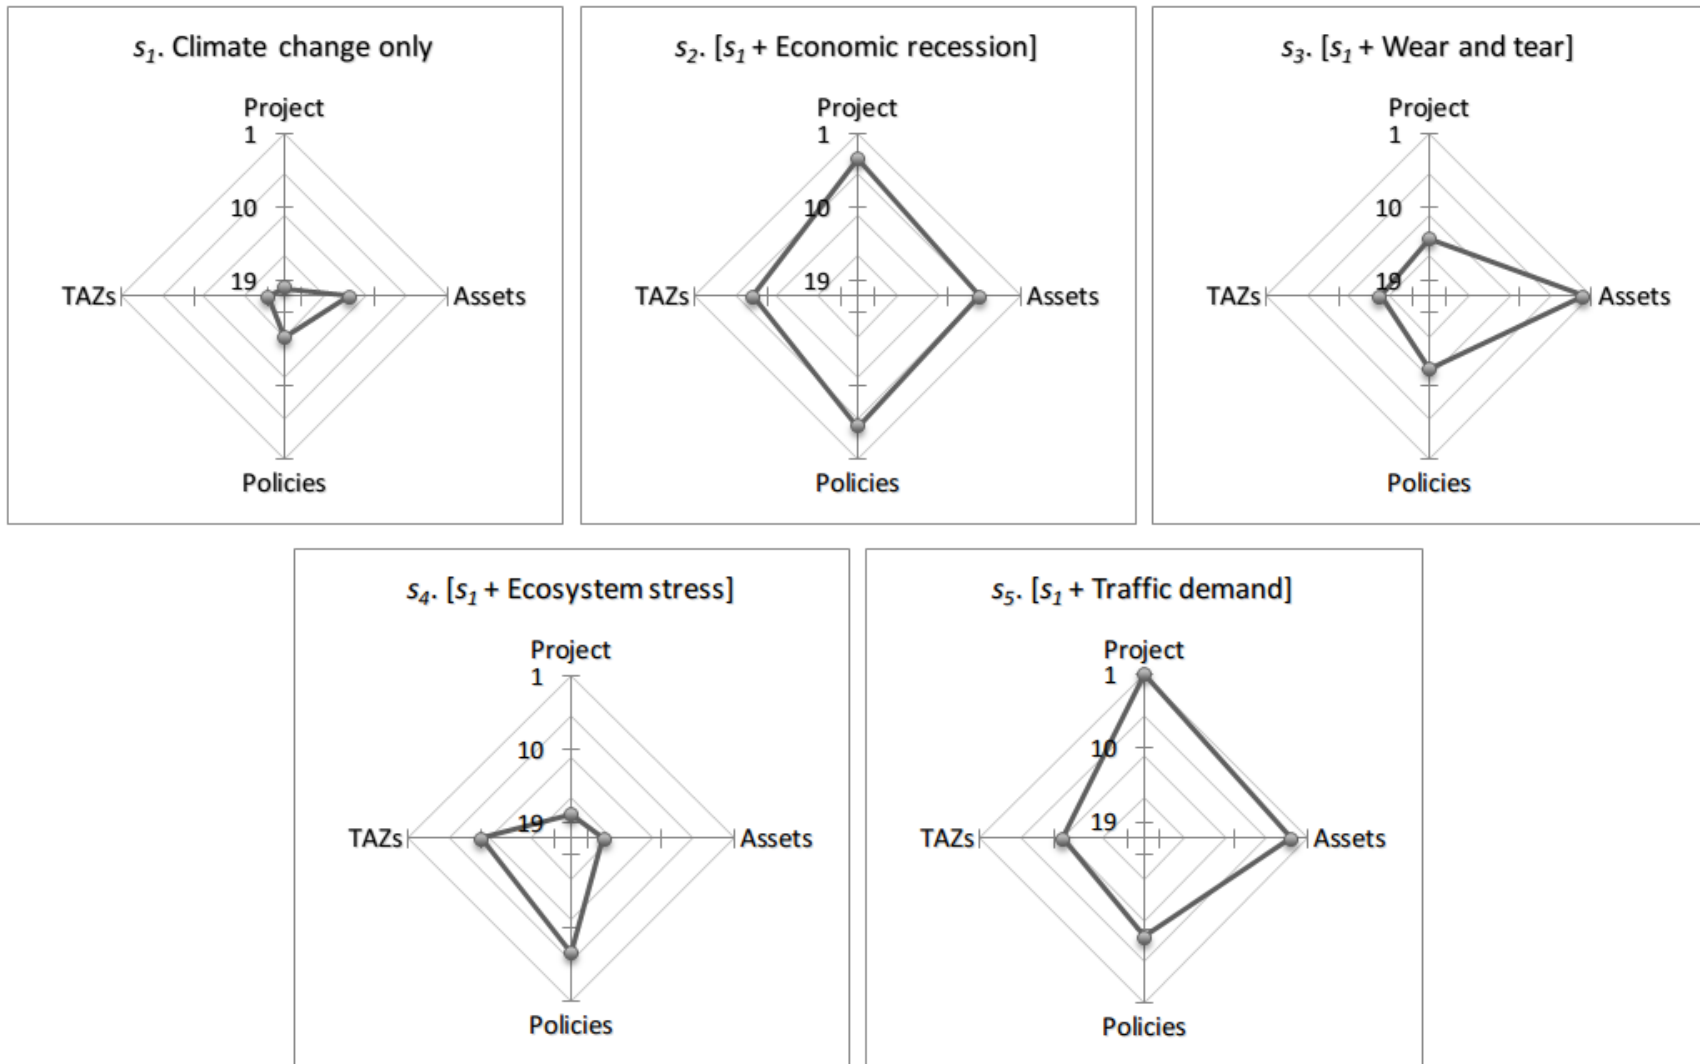 s₁. Climate change only
Project
1
10
19
TAZs
Assets
Policies
s₂. [s₁ + Economic recession]
Project
1
10
19
TAZs
Assets
Policies
s₃. [s₁ + Wear and tear]
Project
1
10
19
TAZs
Assets
Policies
s₄. [s₁ + Ecosystem stress]
Project
1
10
19
TAZs
Assets
Policies
s₅. [s₁ + Traffic demand]
Project
1
10
19
TAZs
Assets
Policies